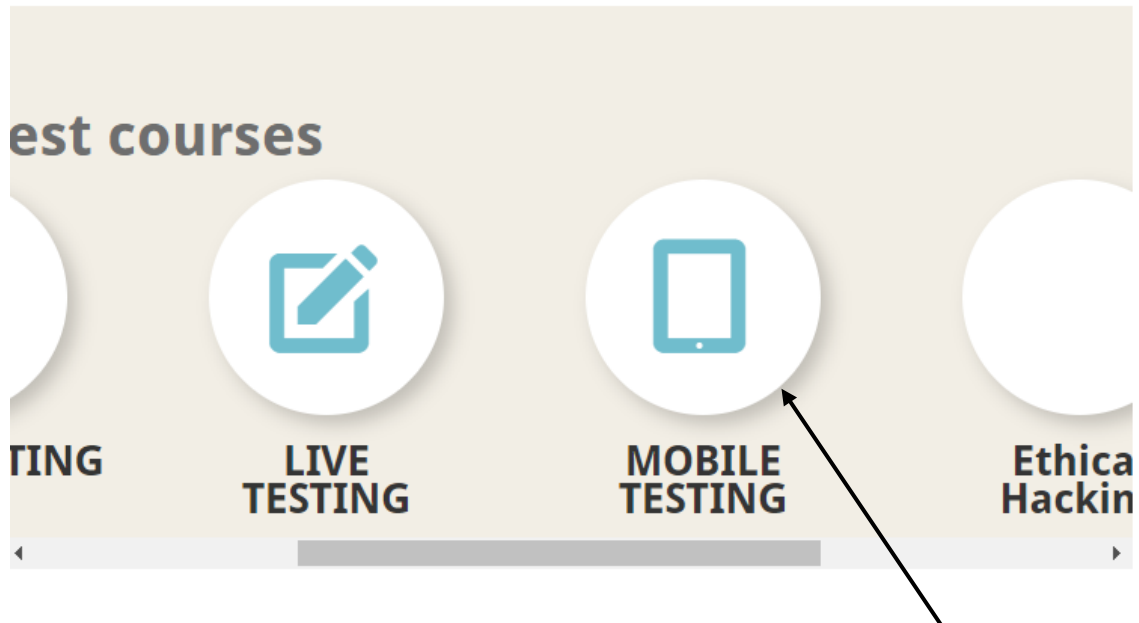 est courses
TING
LIVE
TESTING
MOBILE
TESTING
Ethica
Hackin